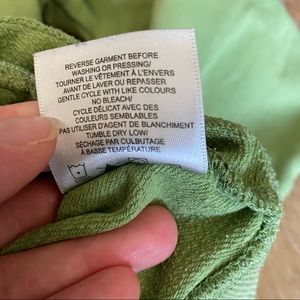 REVERSE GARMENT BEFORE
WASHING OR PRESSING/
TOURNER LE VÊTEMENT À L'ENVERS
AVANT DE LAVER OU REPASSER
GENTLE CYCLE WITH LIKE COLOURS
NO BLEACH/
CYCLE DÉLICAT AVEC DES
COULEURS SEMBLABLES
PAS UTILISER D'AGENT DE BLANCHIMENT
TUMBLE DRY LOW/
SÉCHAGE PAR CULBUTAGE
À BASSE TEMPÉRATURE